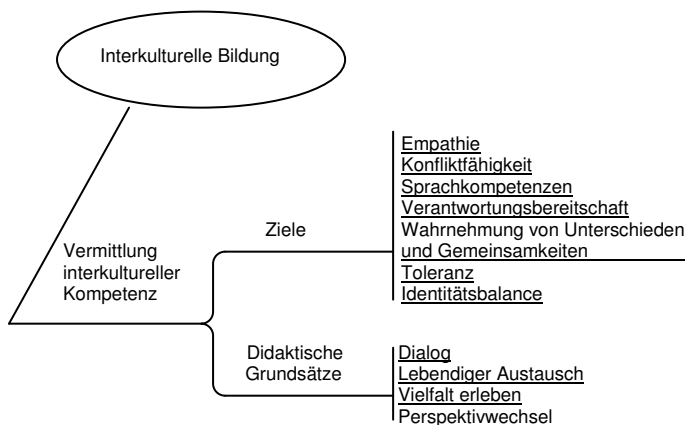 Interkulturelle Bildung
Vermittlung
interkultureller
Kompetenz
Ziele
Empathie
Konfliktfähigkeit
Sprachkompetenzen
Verantwortungsbereitschaft
Wahrnehmung von Unterschieden
und Gemeinsamkeiten
Toleranz
Identitätsbalance
Didaktische
Grundsätze
Dialog
Lebendiger Austausch
Vielfalt erleben
Perspektivwechsel